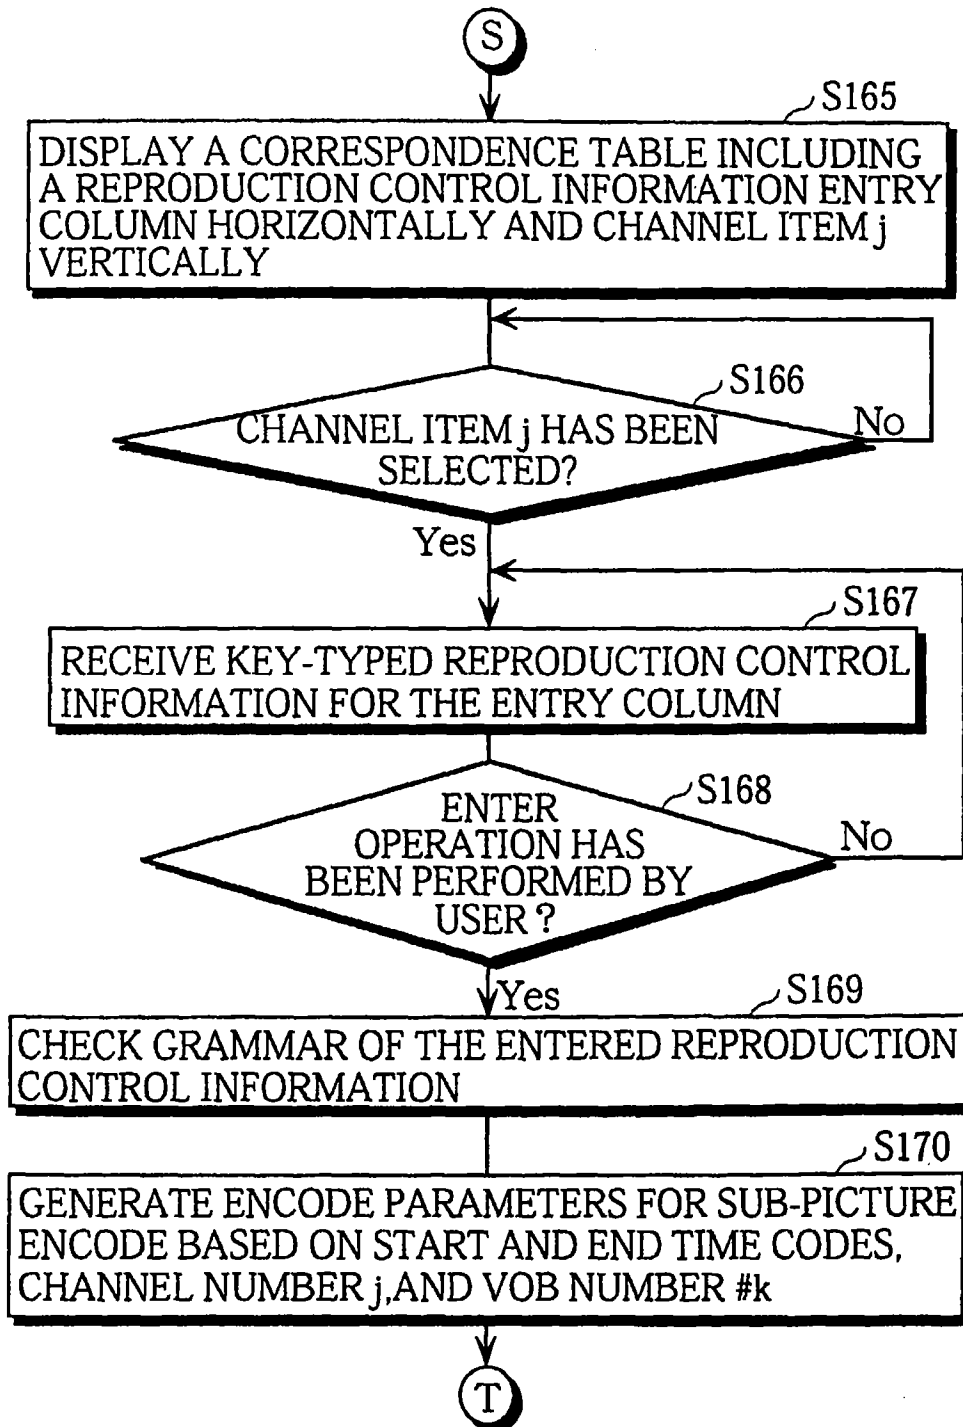 S
S165
DISPLAY A CORRESPONDENCE TABLE INCLUDING
A REPRODUCTION CONTROL INFORMATION ENTRY
COLUMN HORIZONTALLY AND CHANNEL ITEM j
VERTICALLY
S166
CHANNEL ITEM j HAS BEEN
SELECTED?
No
Yes
S167
RECEIVE KEY-TYPED REPRODUCTION CONTROL
INFORMATION FOR THE ENTRY COLUMN
S168
ENTER
OPERATION HAS
BEEN PERFORMED BY
USER ?
No
Yes
S169
CHECK GRAMMAR OF THE ENTERED REPRODUCTION
CONTROL INFORMATION
S170
GENERATE ENCODE PARAMETERS FOR SUB-PICTURE
ENCODE BASED ON START AND END TIME CODES,
CHANNEL NUMBER j,AND VOB NUMBER #k
T